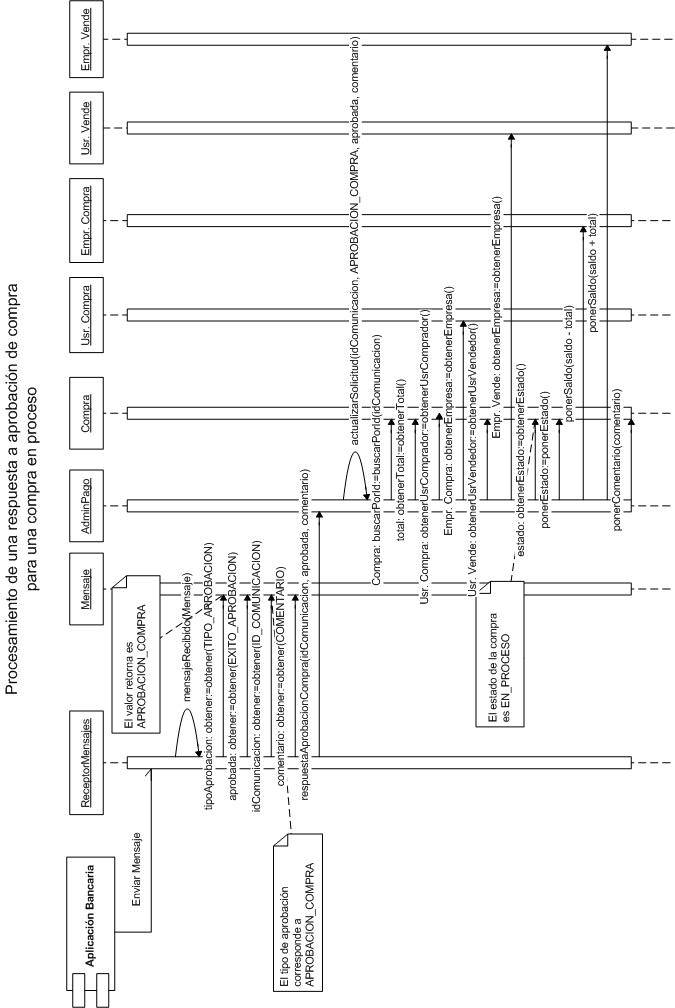 Procesamiento de una respuesta a aprobación de compra
para una compra en proceso
Aplicación Bancaria
ReceptorMensajes
Mensaje
AdminPago
Compra
Usr. Compra
Empr. Compra
Usr. Vende
Empr. Vende
Enviar Mensaje
El valor retorna es
APROBACION_COMPRA
mensajeRecibido(Mensaje)
tipoAprobacion: obtener:=obtener(TIPO_ARROBACION)
aprobada: obtener:=obtener(EXITO_APROBACION)
idComunicacion: obtener:=obtener(ID_COMUNICACION)
comentario: obtener:=obtener(COMENTARIO)
El tipo de aprobación
corresponde a
APROBACION_COMPRA
respuestaAprobacionCompra(idComunicacion, aprobada, comentario)
actualizarSolicitud(idComunicacion, APROBACION_COMPRA, aprobada, comentario)
Compra: buscarPorId:=buscarPorId(idComunicacion)
total: obtenerTotal:=obtenerTotal()
Usr. Compra: obtenerUsrComprador:=obtenerUsrComprador()
Empr. Compra: obtenerEmpresa:=obtenerEmpresa()
Usr. Vende: obtenerUsrVendedor:=obtenerUsrVendedor()
Empr. Vende: obtenerEmpresa:=obtenerEmpresa()
El estado de la compra
es EN_PROCESO
estado: obtenerEstado:=obtenerEstado()
ponerEstado:=ponerEstado()
ponerSaldo(saldo - total)
ponerSaldo(saldo + total)
ponerComentario(comentario)